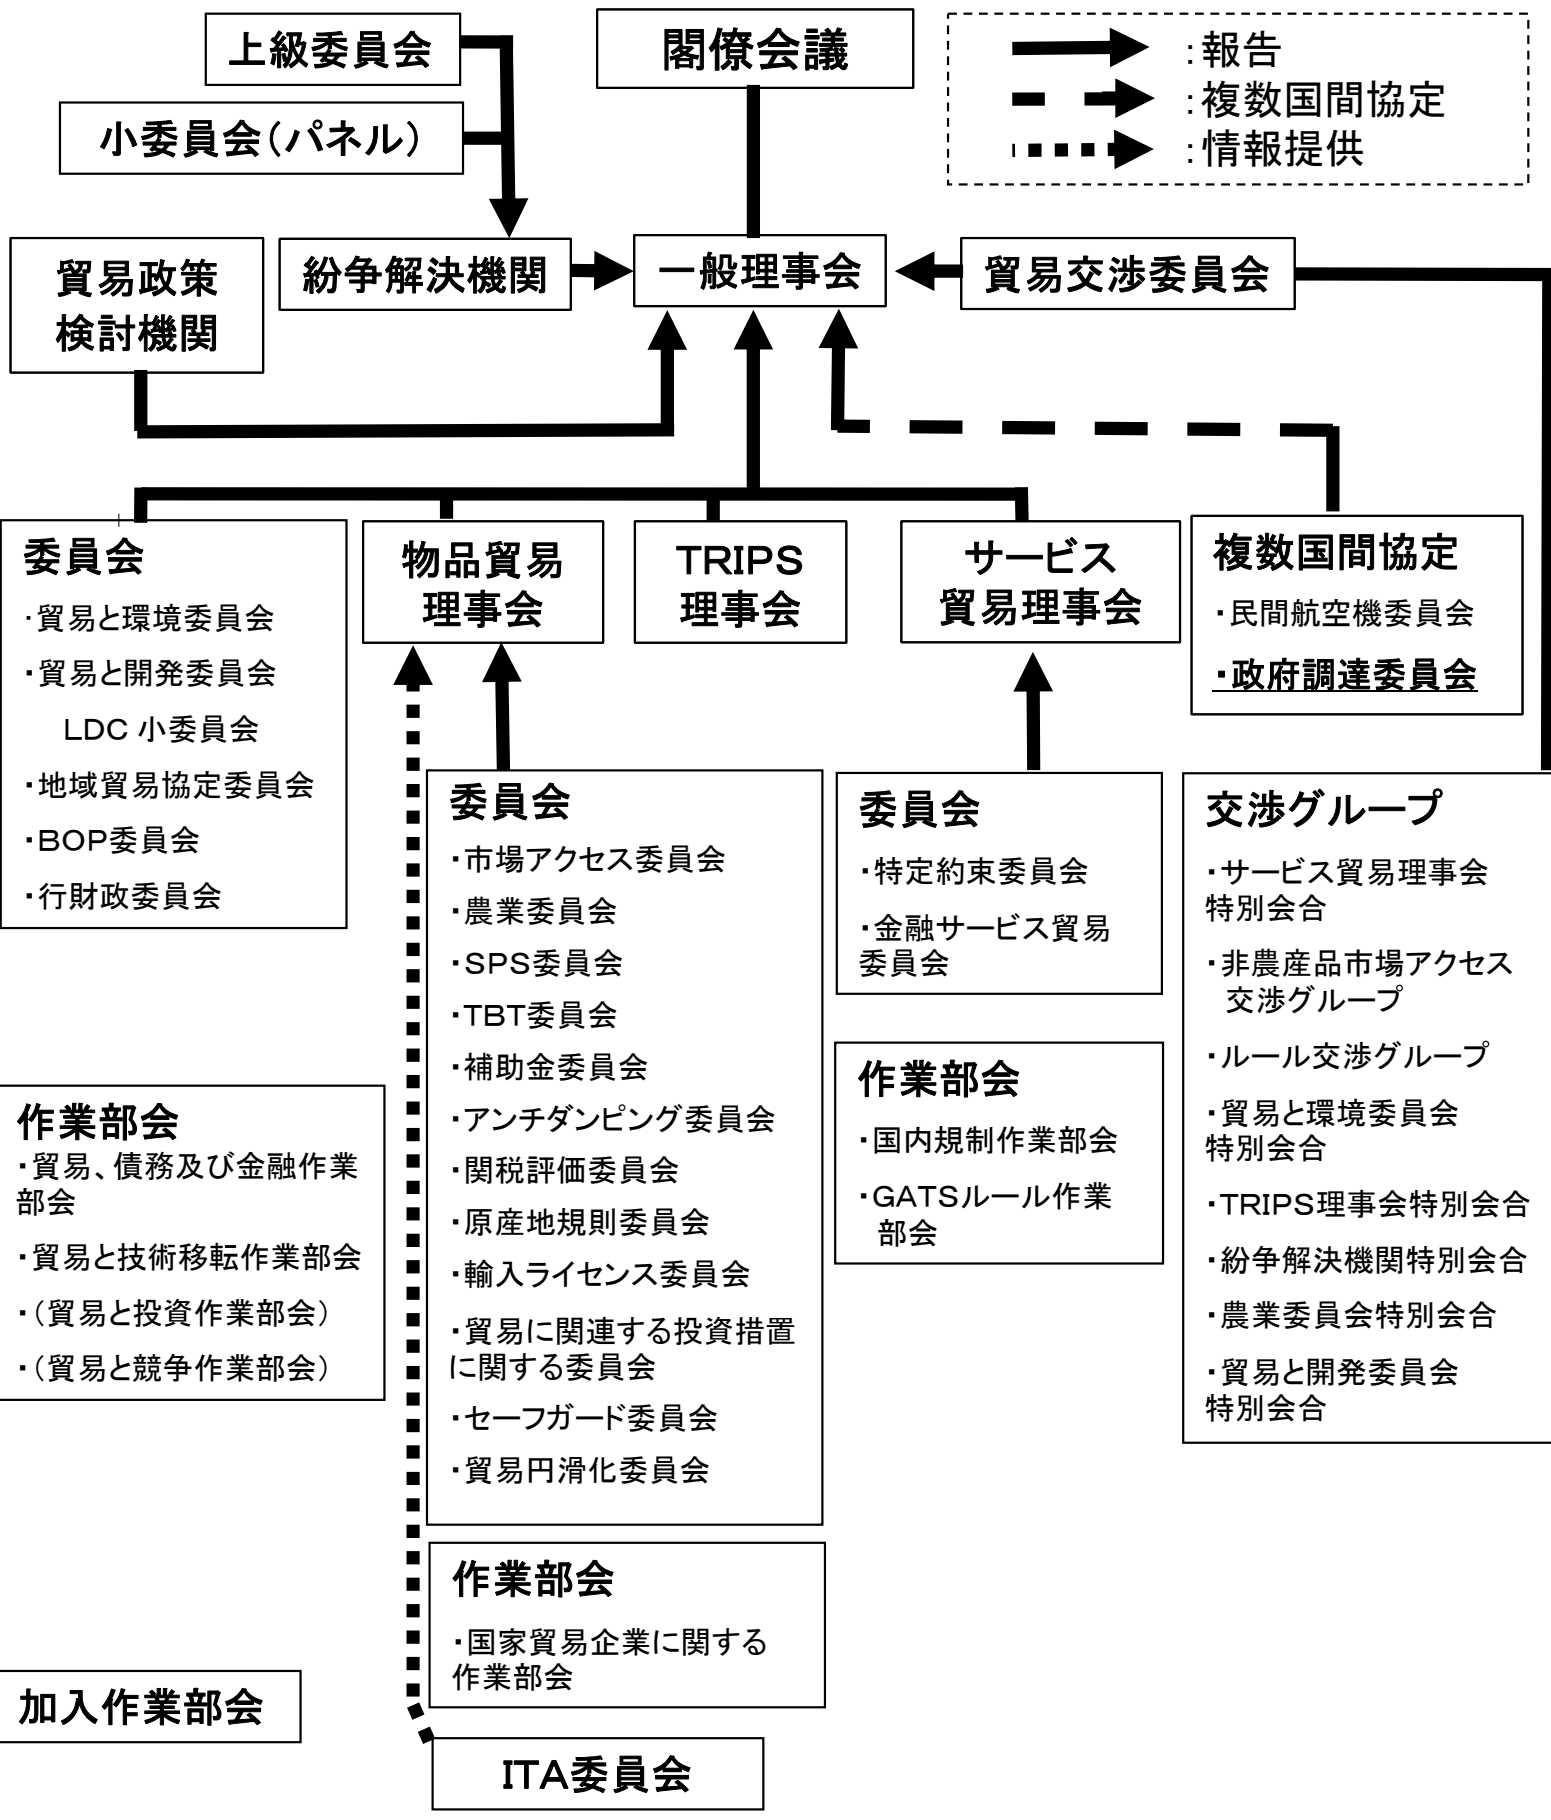 上級委員会
閣僚会議
:報告
:複数国間協定
:情報提供
小委員会(パネル)
貿易政策
検討機関
紛争解決機関
一般理事会
貿易交渉委員会
委員会
・貿易と環境委員会
・貿易と開発委員会
LDC 小委員会
・地域貿易協定委員会
・BOP委員会
・行財政委員会
物品貿易
理事会
TRIPS
理事会
サービス
貿易理事会
複数国間協定
・民間航空機委員会
・政府調達委員会
委員会
・市場アクセス委員会
・農業委員会
・SPS委員会
・TBT委員会
・補助金委員会
・アンチダンピング委員会
・関税評価委員会
・原産地規則委員会
・輸入ライセンス委員会
・貿易に関連する投資措置
に関する委員会
・セーフガード委員会
・貿易円滑化委員会
委員会
・特定約束委員会
・金融サービス貿易
委員会
作業部会
・国内規制作業部会
・GATSルール作業
部会
交渉グループ
・サービス貿易理事会
特別会合
・非農産品市場アクセス
交渉グループ
・ルール交渉グループ
・貿易と環境委員会
特別会合
・TRIPS理事会特別会合
・紛争解決機関特別会合
・農業委員会特別会合
・貿易と開発委員会
特別会合
作業部会
・貿易、債務及び金融作業
部会
・貿易と技術移転作業部会
・(貿易と投資作業部会)
・(貿易と競争作業部会)
作業部会
・国家貿易企業に関する
作業部会
加入作業部会
ITA委員会